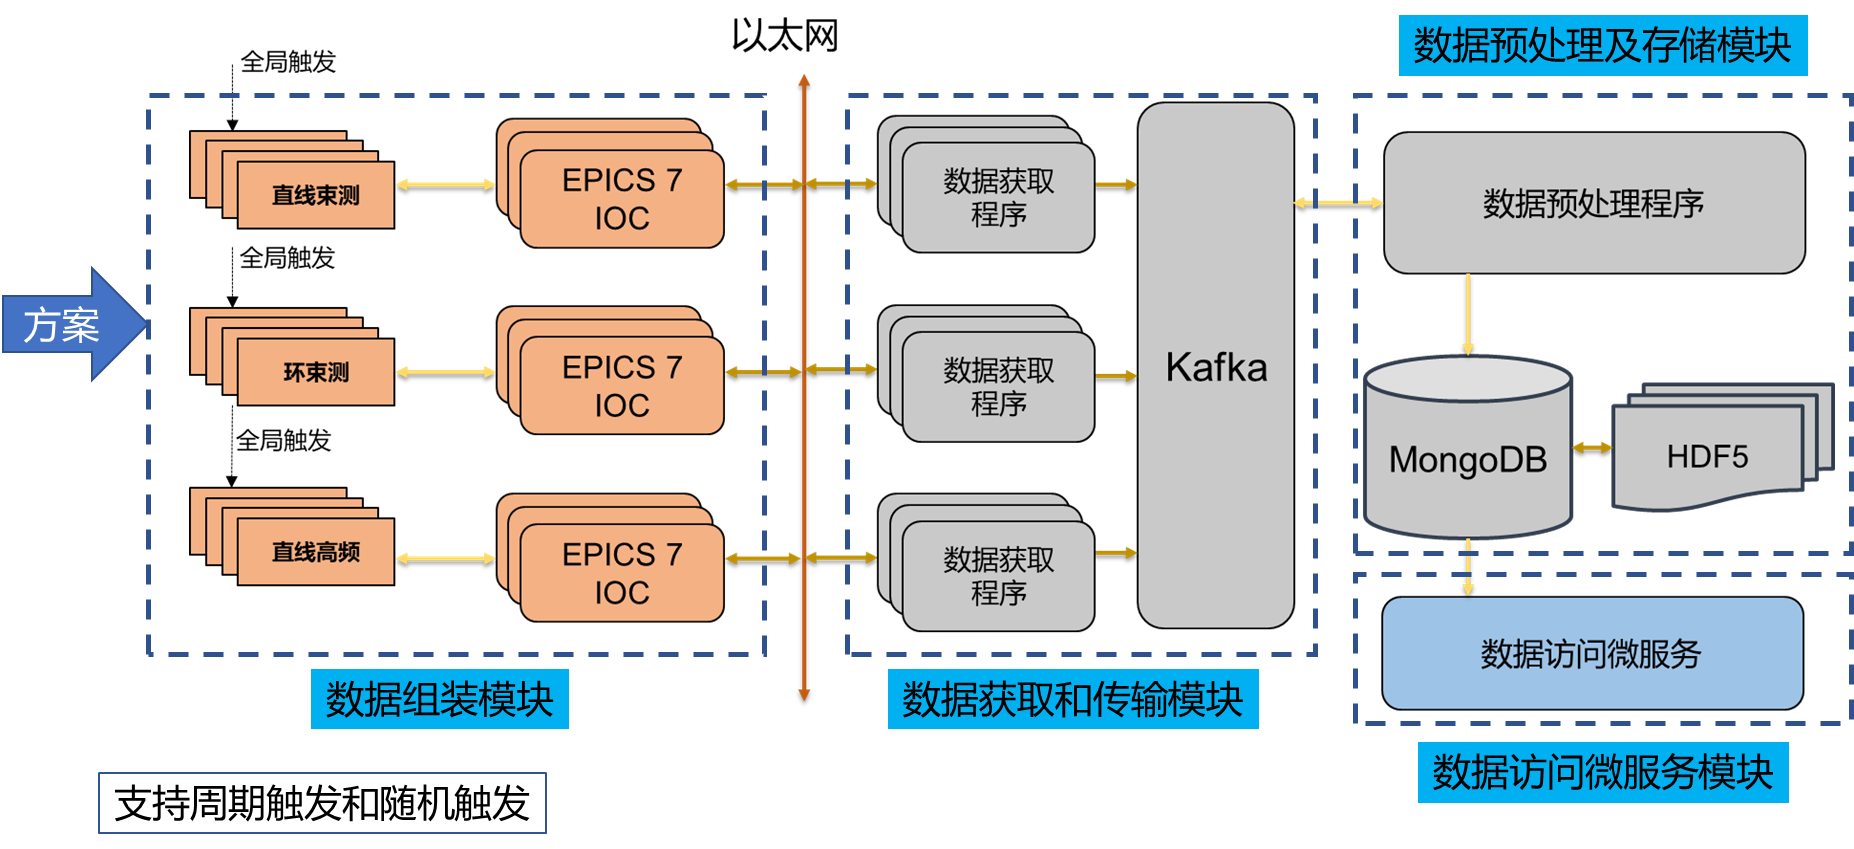 以太网
数据预处理及存储模块
全局触发
直线束测
EPICS 7
IOC
数据获取
程序
数据预处理程序
全局触发
方案
环束测
EPICS 7
IOC
数据获取
程序
Kafka
全局触发
MongoDB
HDF5
直线高频
EPICS 7
IOC
数据获取
程序
数据访问微服务
数据组装模块
数据获取和传输模块
数据访问微服务模块
支持周期触发和随机触发